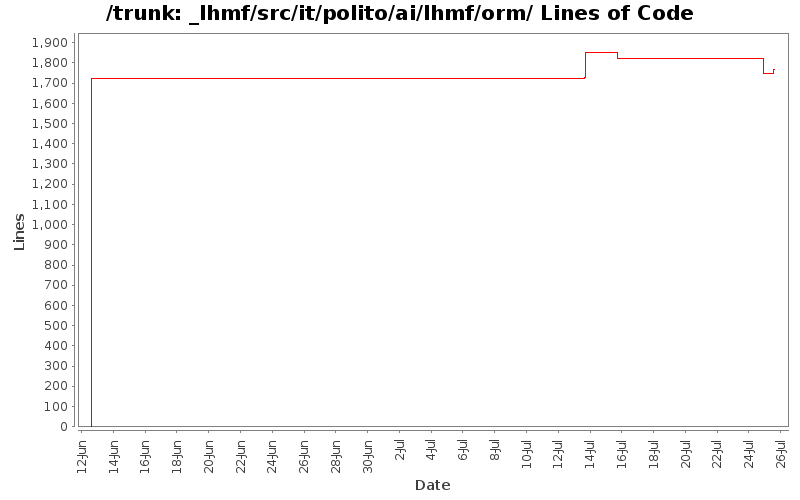 /trunk: _lhmf/src/it/polito/ai/lhmf/orm/ Lines of Code
1,900
1,800
1,700
1,600
1,500
1,400
1,300
1,200
1,100
1,000
900
800
700
600
500
400
300
200
100
0
Lines
12-Jun
14-Jun
16-Jun
18-Jun
20-Jun
22-Jun
24-Jun
26-Jun
28-Jun
30-Jun
2-Jul
4-Jul
6-Jul
8-Jul
10-Jul
12-Jul
14-Jul
16-Jul
18-Jul
20-Jul
22-Jul
24-Jul
26-Jul
Date